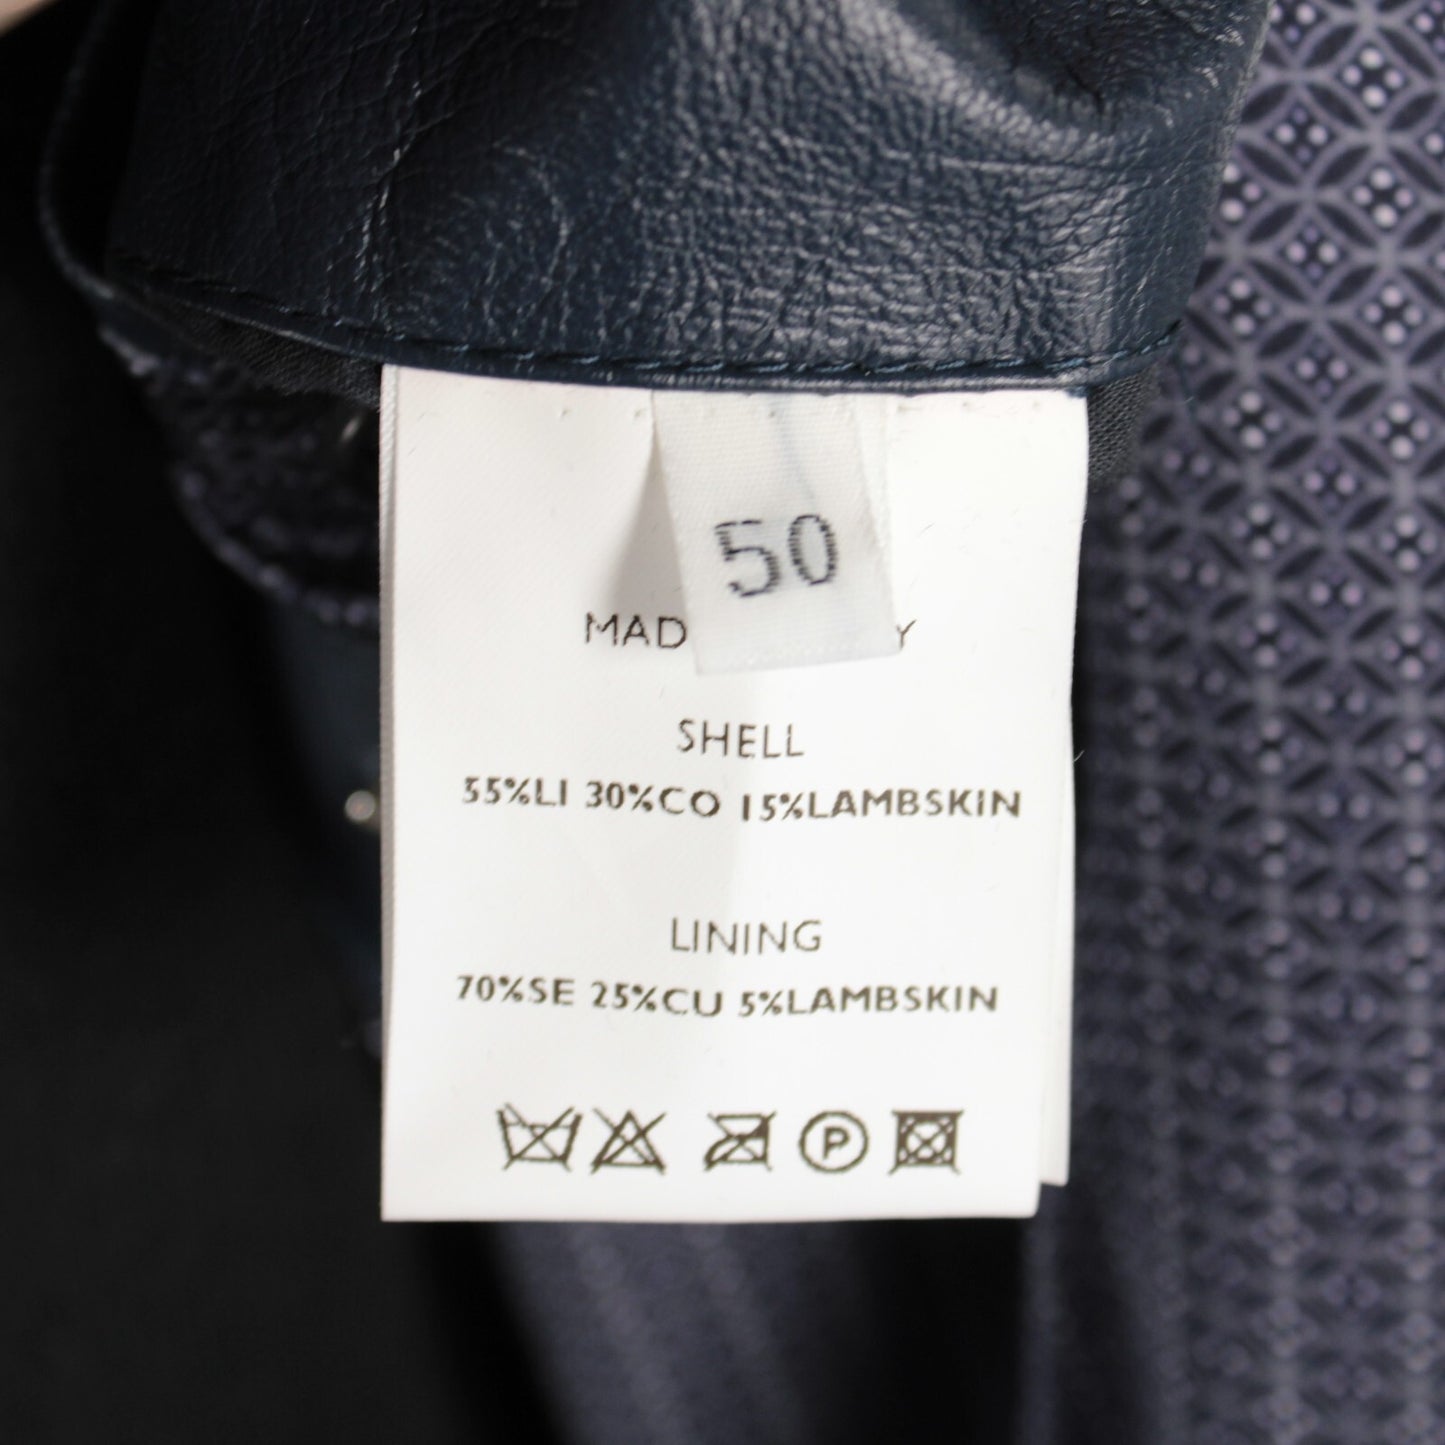 50
MAD Y
SHELL
55%LI 30%CO 15%LAMBSKIN
LINING
70%SE 25%CU 5%LAMBSKIN
P